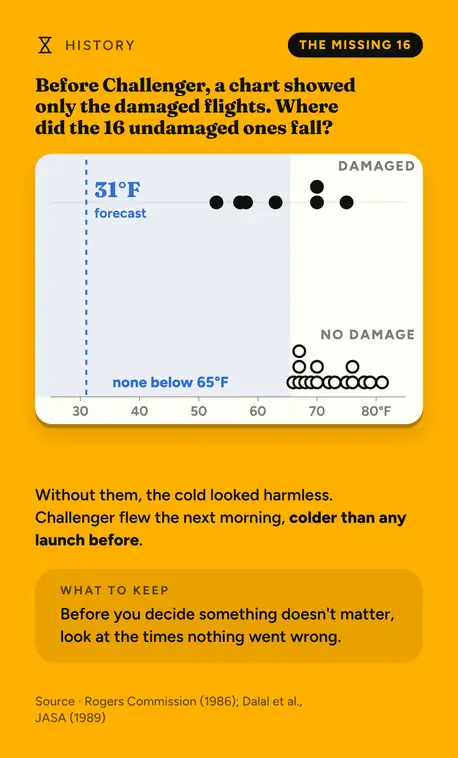 HISTORY
THE MISSING 16
Before Challenger, a chart showed
only the damaged flights. Where
did the 16 undamaged ones fall?
DAMAGED
31°F
forecast
NO DAMAGE
none below 65°F
30 40 50 60 70 80°F
Without them, the cold looked harmless.
Challenger flew the next morning, colder than any
launch before.
WHAT TO KEEP
Before you decide something doesn't matter,
look at the times nothing went wrong.
Source · Rogers Commission (1986); Dalal et al.,
JASA (1989)